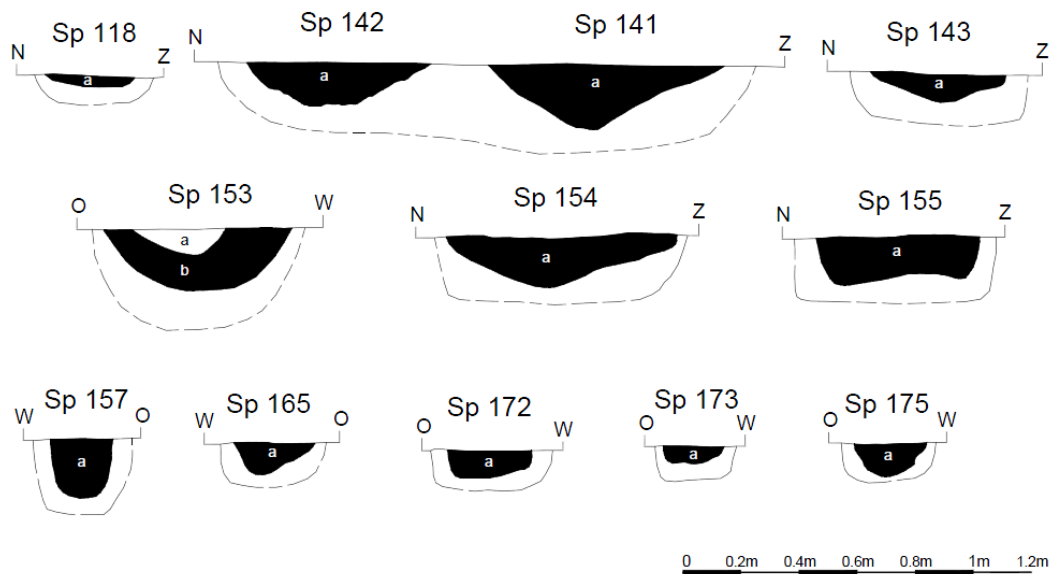 Sp 118
N Z
a
Sp 142 Sp 141
N Z
a a
Sp 143
N Z
a
Sp 153
O W
a
b
Sp 154
N Z
a
Sp 155
N Z
a
Sp 157
W O
a
Sp 165
W O
a
Sp 172
O W
a
Sp 173
O W
a
Sp 175
O W
a
0 0.2m 0.4m 0.6m 0.8m 1m 1.2m